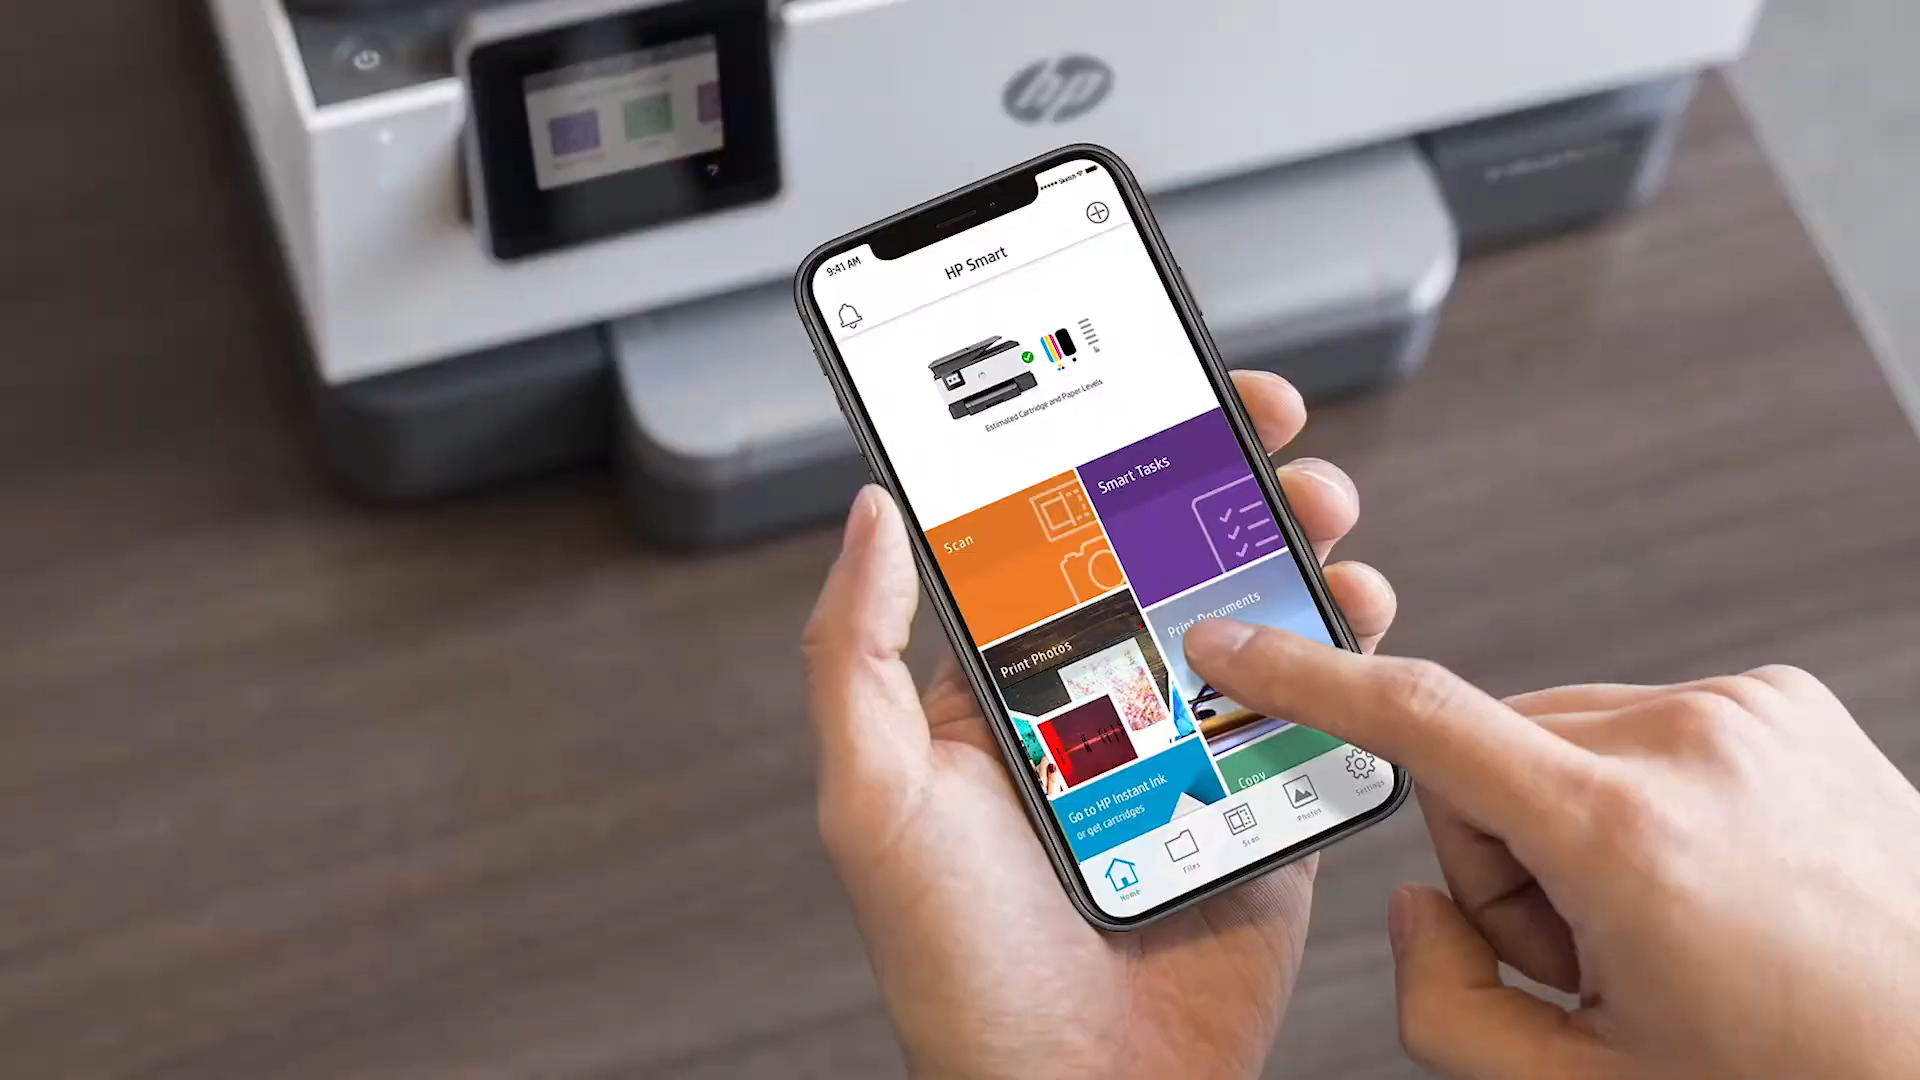 hp
9:41 AM
Sketch
HP Smart
Estimated Cartridge and Paper Levels
Scan
Smart Tasks
Print Photos
Print Documents
Go to HP Instant Ink
or get cartridges
Copy
Home
Files
Scan
Photos
Settings